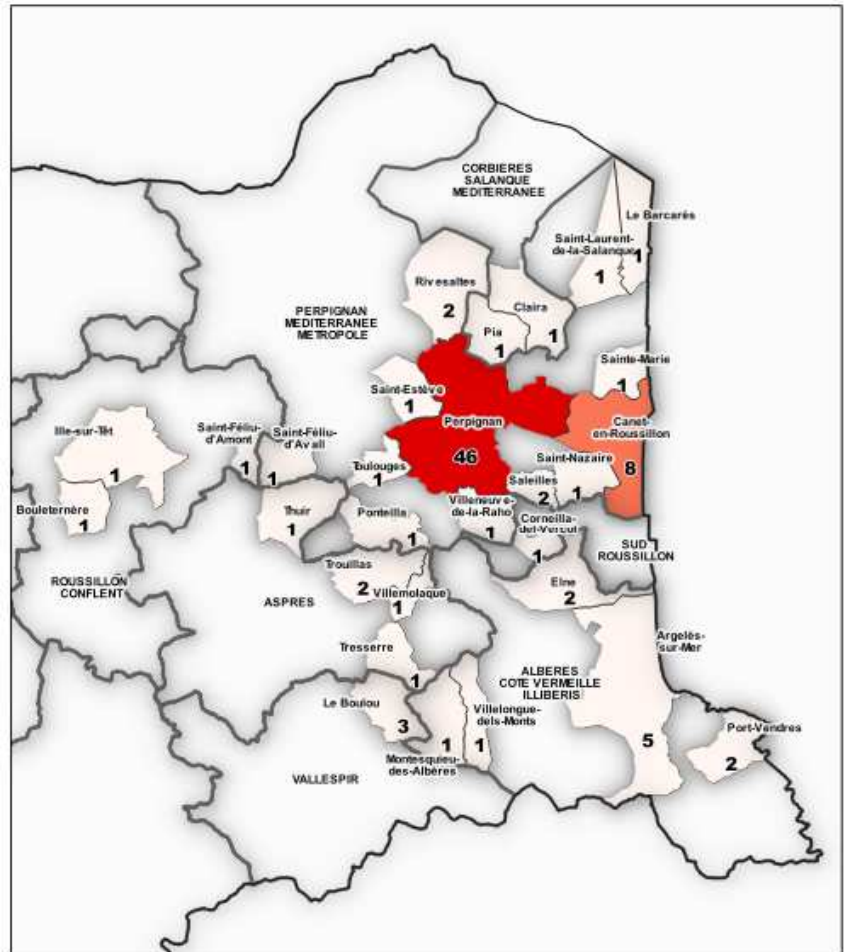 CORBIERES
SALANQUE
MEDITERRANEE
Le Barcarès
1
Saint-Laurent-
de-la-Salanque
1
Rivesaltes
2
Claira
1
Pia
1
PERPIGNAN
MEDITERRANEE
METROPOLE
Sainte-Marie
1
Saint-Estève
1
Perpignan
46
Canet-
en-Roussillon
8
Ille-sur-Têt
1
Saint-Féliu-
d'Amont
1
Saint-Féliu-
d'Avall
1
Toulouges
1
Saint-Nazaire
1
Saleilles
2
Bouleternère
1
Thuir
1
Ponteilla
1
Villeneuve-
de-la-Raho
1
Corneilla-
del-Vercol
1
SUD
ROUSSILLON
ROUSSILLON
CONFLENT
ASPRES
Trouillas
2
Villemolaque
1
Elne
2
Tresserre
1
Argelès-
sur-Mer
5
ALBERES
COTE VERMEILLE
ILLIBERIS
Le Boulou
3
Villelongue-
dels-Monts
1
Montesquieu-
des-Albères
1
Port-Vendres
2
VALLESPIR